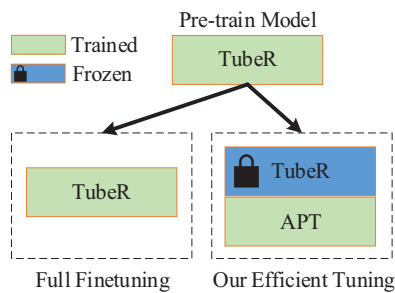 Pre-train Model
Trained
Frozen
TubeR
TubeR
TubeR
APT
Full Finetuning
Our Efficient Tuning